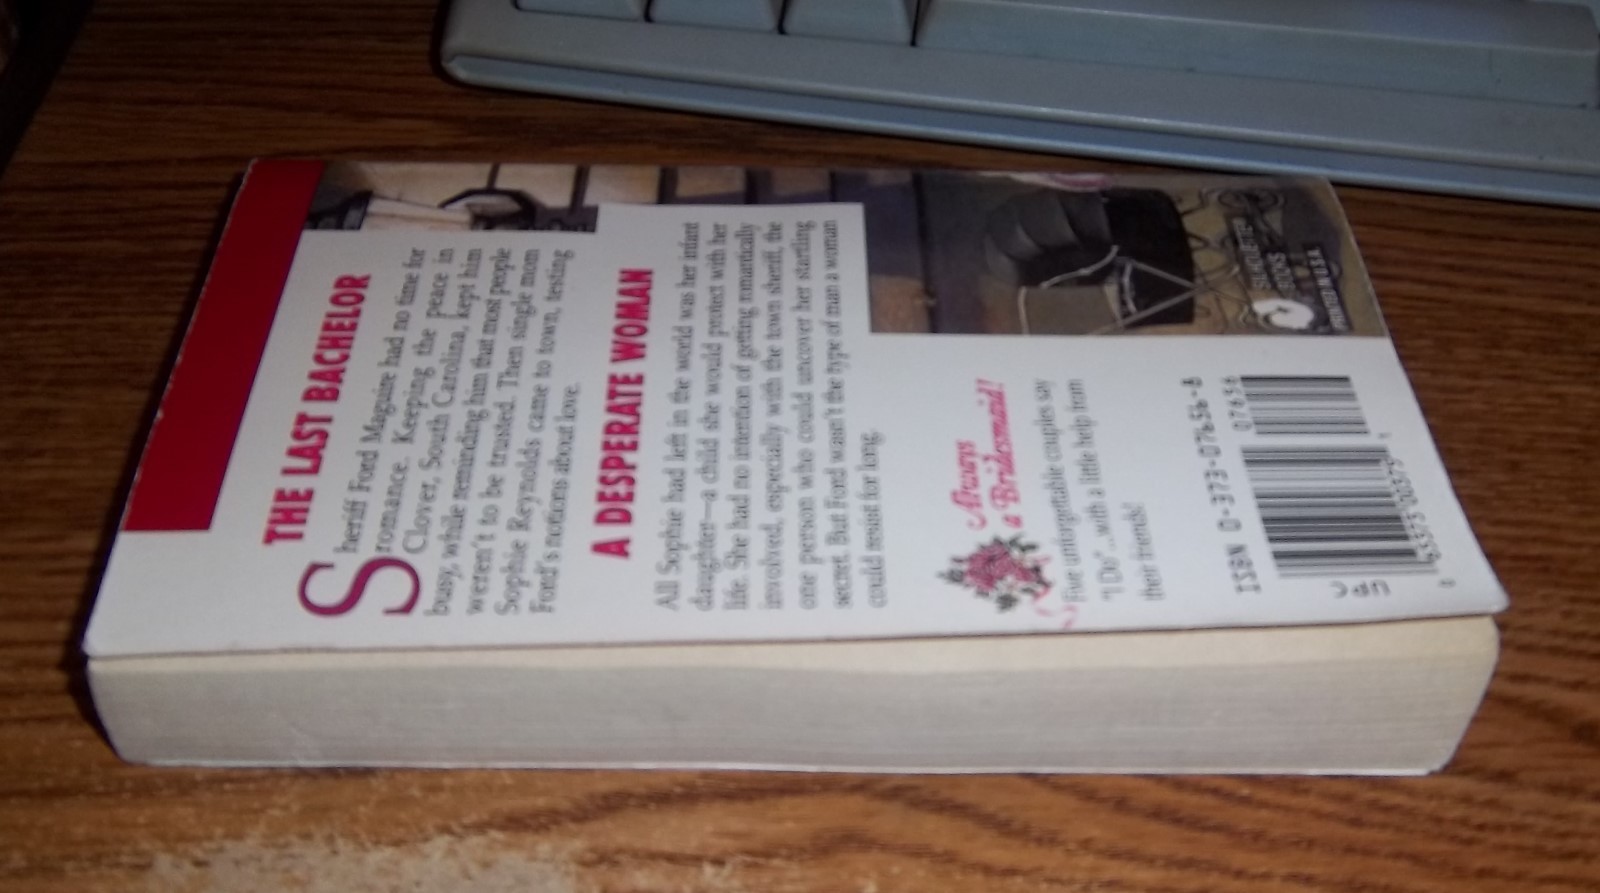 THE LAST BACHELOR
Sheriff Ford Maguire had no time for
romance. Keeping the peace in
Clover, South Carolina, kept him
busy, while reminding him that most people
weren't to be trusted. Then single mom
Sophie Reynolds came to town, testing
Ford's notions about love.
A DESPERATE WOMAN
All Sophie had left in the world was her infant
daughter—a child she would protect with her
life. She had no intention of getting romantically
involved, especially with the town sheriff, the
one person who could uncover her startling
secret. But Ford wasn't the type of man a woman
could resist for long.
Always
a Bridesmaid!
Five unforgettable couples say
"I Do"...with a little help from
their friends!
SILHOUETTE
BOOKS
PRINTED IN U.S.A.
ISBN 0-373-07656-8
07656